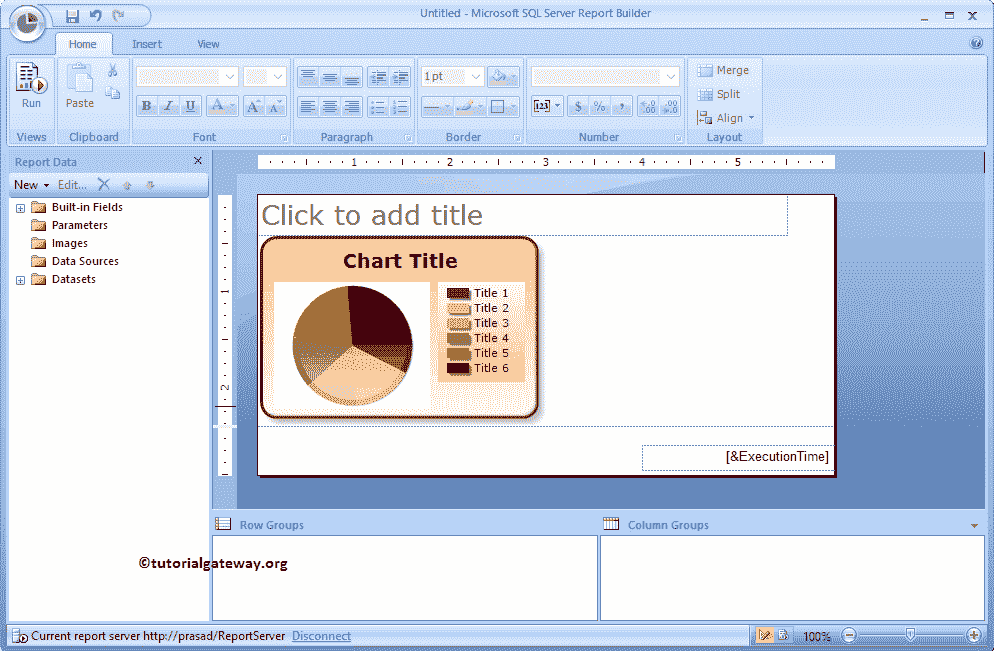 Untitled - Microsoft SQL Server Report Builder
Home Insert View
Run
Paste
B I U A A A
1pt
123 $ % ,
Merge
Split
Align
Views Clipboard Font Paragraph Border Number Layout
Report Data
New Edit...
Built-in Fields
Parameters
Images
Data Sources
Datasets
1 2 3 4 5
1
2
Click to add title
Chart Title
Title 1
Title 2
Title 3
Title 4
Title 5
Title 6
[&ExecutionTime]
Row Groups
Column Groups
©tutorialgateway.org
Current report server http://prasad/ReportServer Disconnect
100%